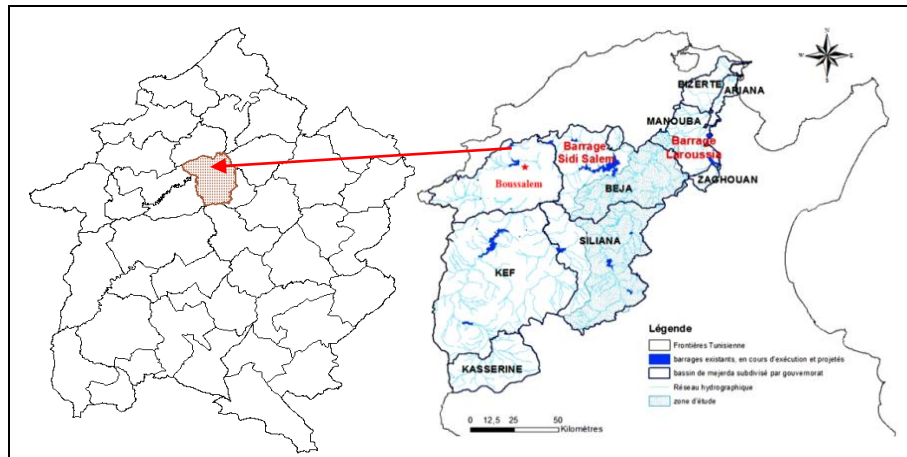 N
W
E
S
BIZERTE
ARIANA
MANOUBA
Barrage
Laroussia
Barrage
Sidi Salem
Boussalem
BEJA
ZAGHOUAN
SILIANA
KEF
KASSERINE
Légende
Frontières Tunisienne
barrages existants, en cours d'exécution et projetés
bassin de mejerda subdivisé par gouvernorat
Réseau hydrographique
zone d'étude
0 12,5 25 50
Kilomètres